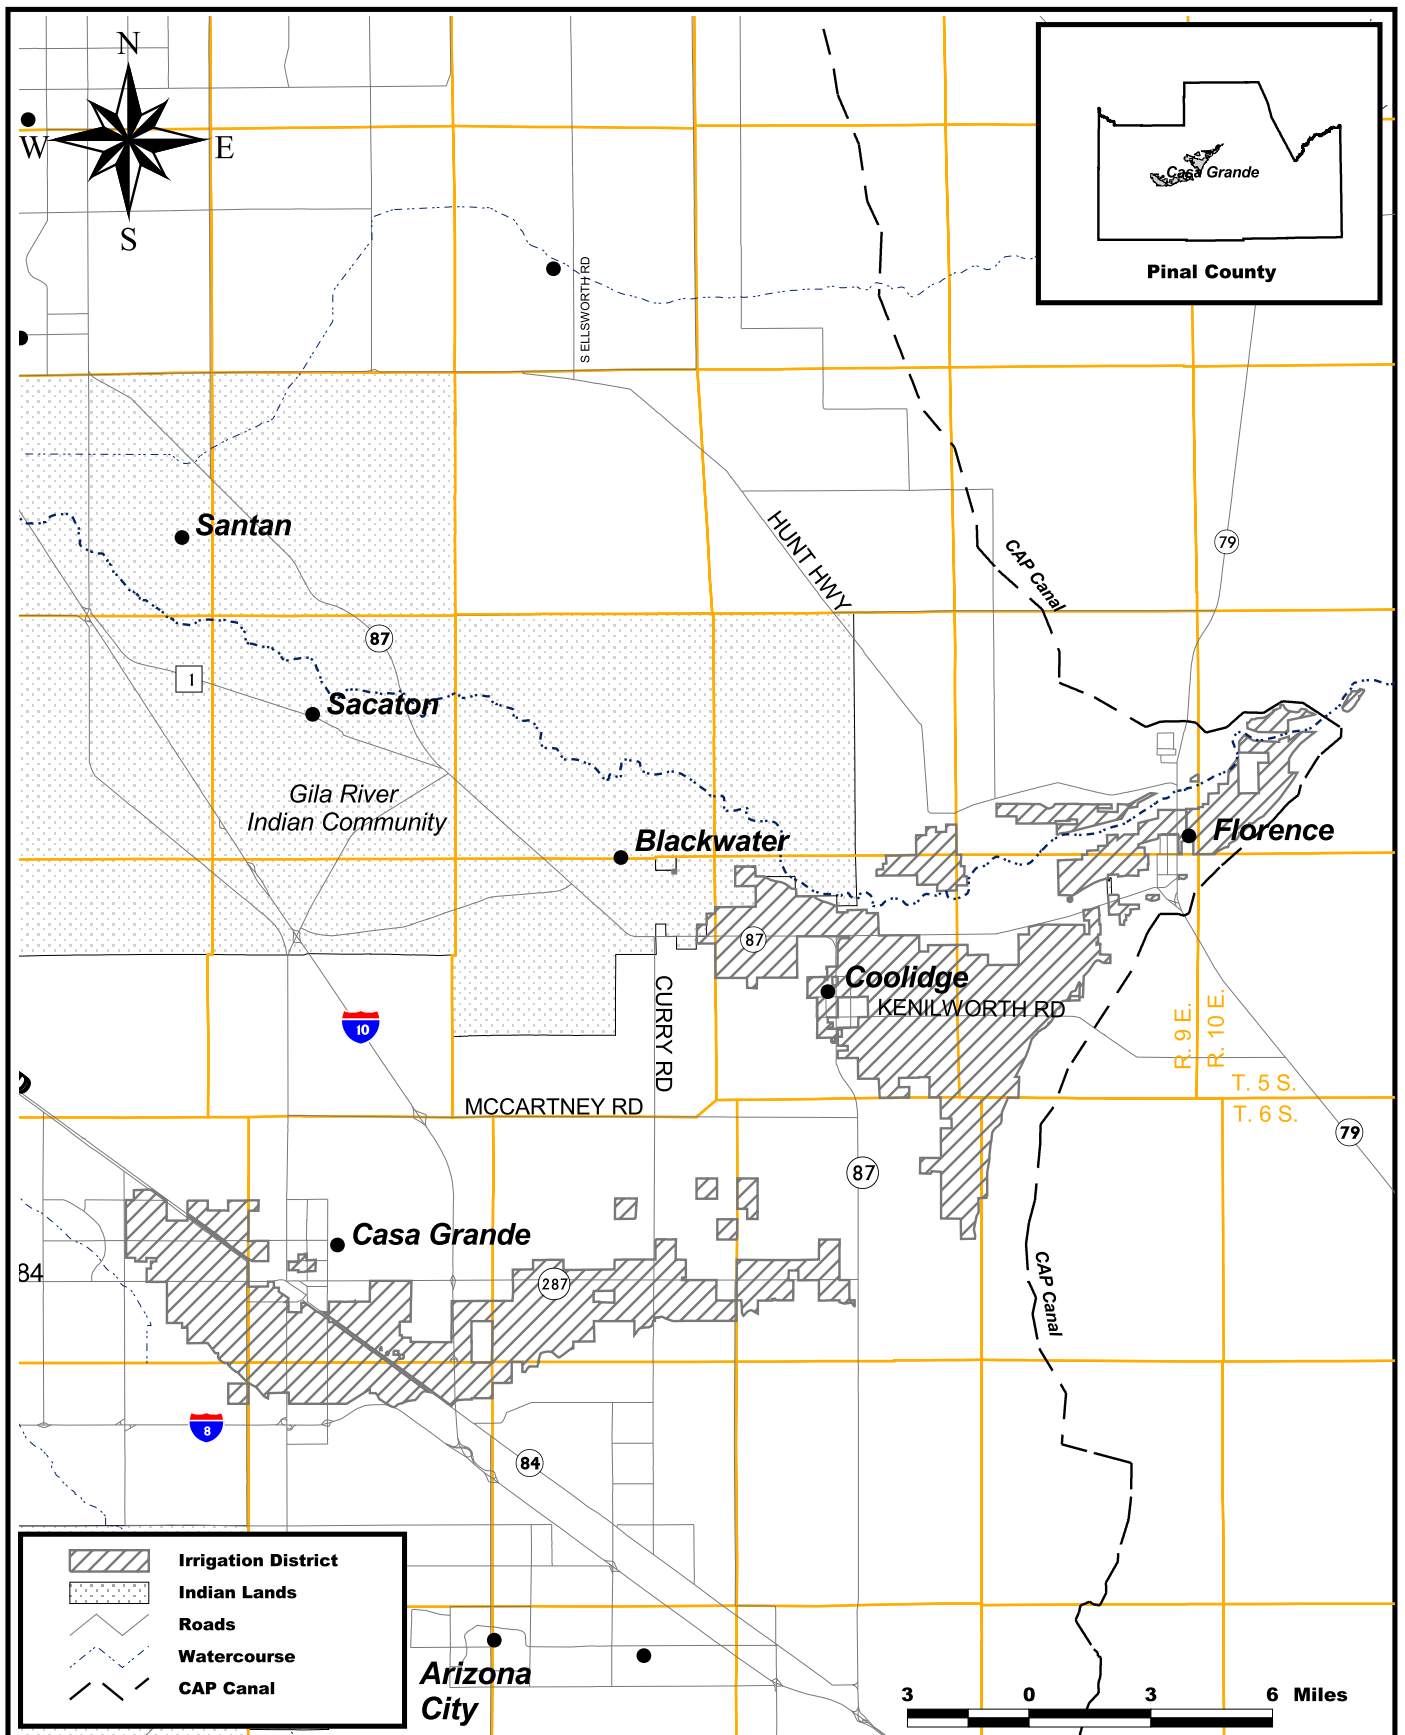 N
W
E
S
Casa Grande
Pinal County
S ELLSWORTH RD
Santan
HUNT HWY
CAP Canal
79
87
1
Sacaton
Gila River
Indian Community
Blackwater
Florence
87
Coolidge
KENILWORTH RD
10
CURRY RD
R. 9 E.
R. 10 E.
T. 5 S.
T. 6 S.
MCCARTNEY RD
79
87
Casa Grande
84
287
CAP Canal
8
84
Irrigation District
Indian Lands
Roads
Watercourse
CAP Canal
Arizona
City
3 0 3 6 Miles